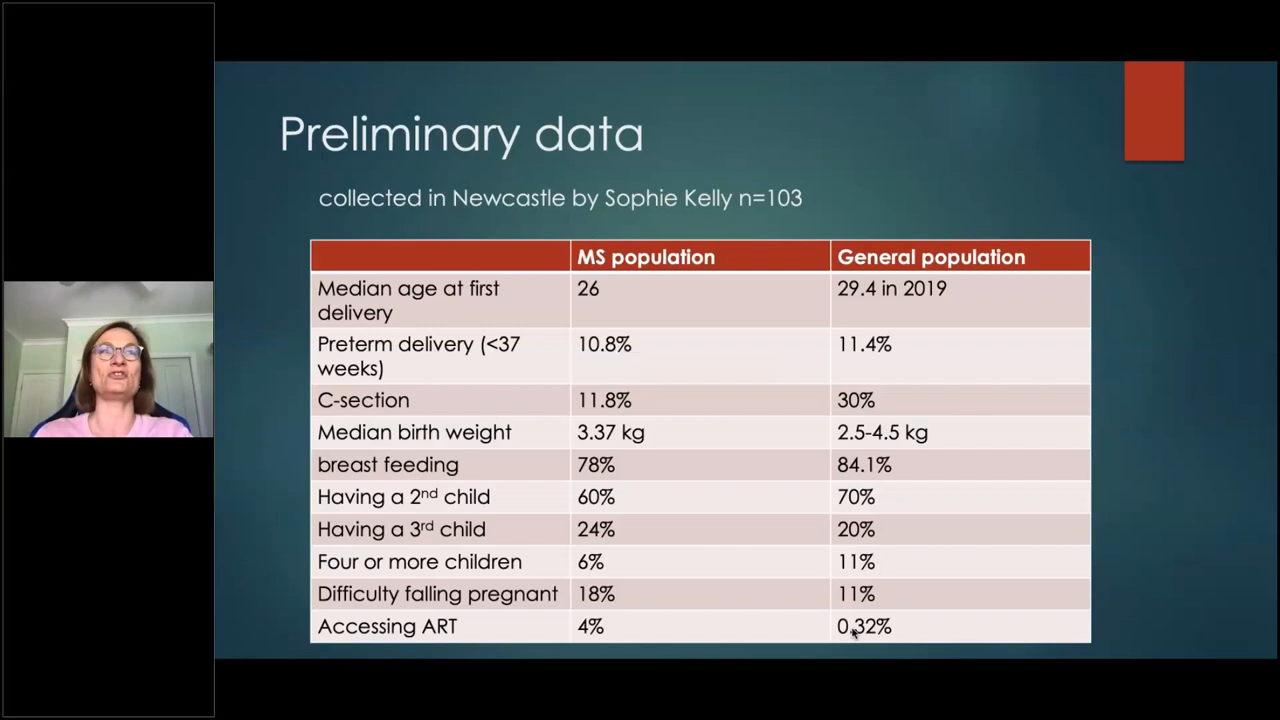 Preliminary data
collected in Newcastle by Sophie Kelly n=103
MS population General population
Median age at first delivery 26 29.4 in 2019
Preterm delivery (<37 weeks) 10.8% 11.4%
C-section 11.8% 30%
Median birth weight 3.37 kg 2.5-4.5 kg
breast feeding 78% 84.1%
Having a 2nd child 60% 70%
Having a 3rd child 24% 20%
Four or more children 6% 11%
Difficulty falling pregnant 18% 11%
Accessing ART 4% 0.32%